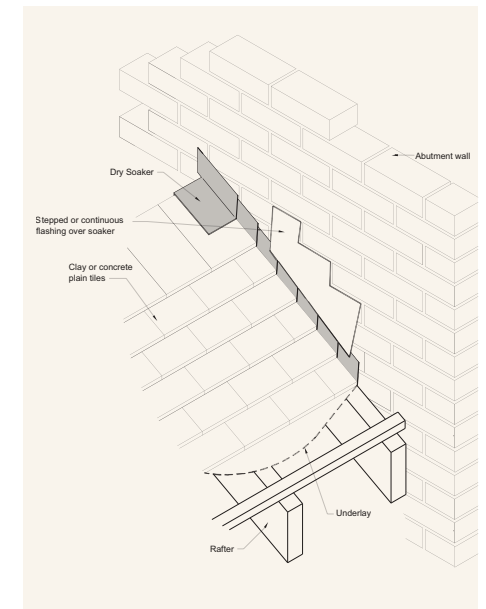 Abutment wall
Dry Soaker
Stepped or continuous
flashing over soaker
Clay or concrete
plain tiles
Underlay
Rafter